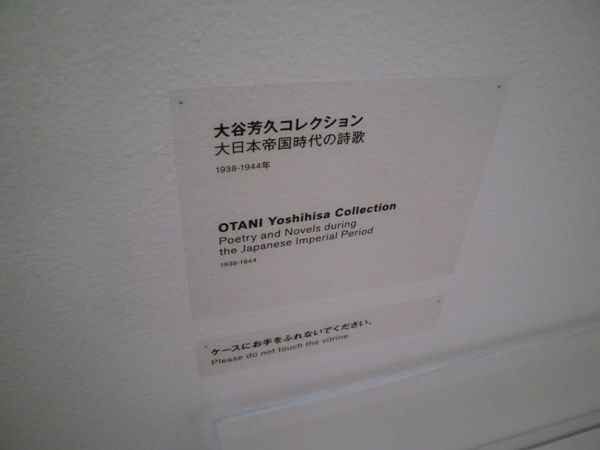 大谷芳久コレクション
大日本帝国時代の詩歌
1938-1944年
OTANI Yoshihisa Collection
Poetry and Novels during
the Japanese Imperial Period
1938-1944
ケースにお手をふれないでください。
Please do not touch the vitrine.